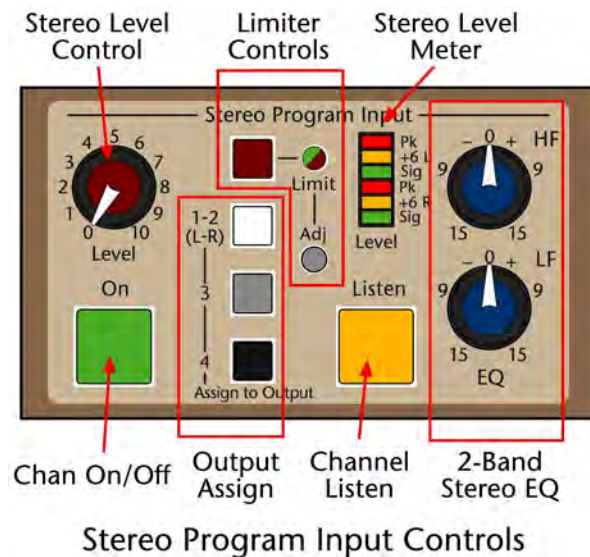 Stereo Level Control
Limiter Controls
Stereo Level Meter
Stereo Program Input
0 1 2 3 4 5 6 7 8 9 10
Level
Limit
Adj
Pk
+6 L
Sig
Pk
+6 R
Sig
Level
− 0 + HF
9 9
15 15
− 0 + LF
9 9
15 15
EQ
On
1-2
(L-R)
3
4
Assign to Output
Listen
Chan On/Off
Output Assign
Channel Listen
2-Band Stereo EQ
Stereo Program Input Controls